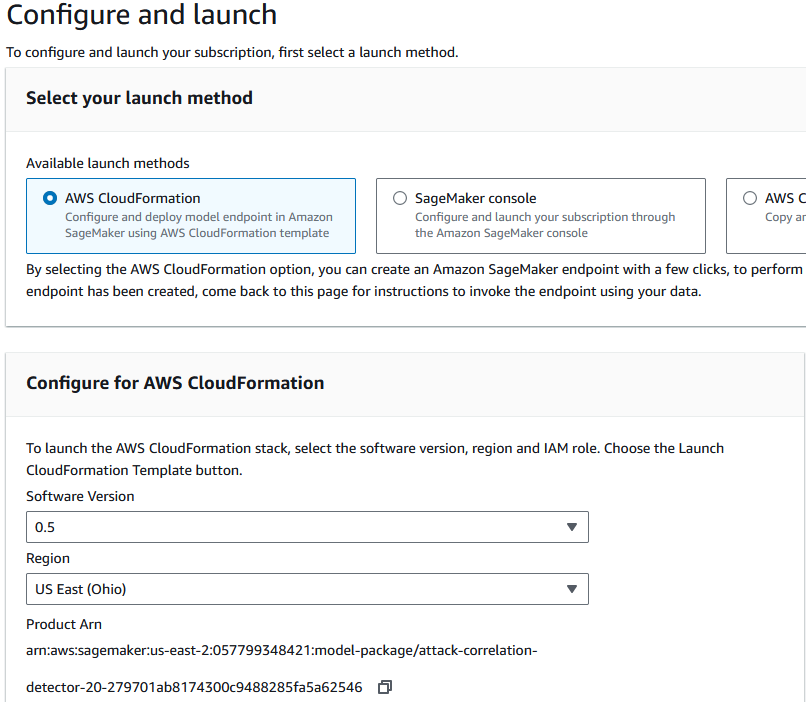 Configure and launch
To configure and launch your subscription, first select a launch method.
Select your launch method
Available launch methods
AWS CloudFormation
Configure and deploy model endpoint in Amazon
SageMaker using AWS CloudFormation template
SageMaker console
Configure and launch your subscription through
the Amazon SageMaker console
AWS C
Copy an
By selecting the AWS CloudFormation option, you can create an Amazon SageMaker endpoint with a few clicks, to perform
endpoint has been created, come back to this page for instructions to invoke the endpoint using your data.
Configure for AWS CloudFormation
To launch the AWS CloudFormation stack, select the software version, region and IAM role. Choose the Launch
CloudFormation Template button.
Software Version
0.5
Region
US East (Ohio)
Product Arn
arn:aws:sagemaker:us-east-2:057799348421:model-package/attack-correlation-
detector-20-279701ab8174300c9488285fa5a62546